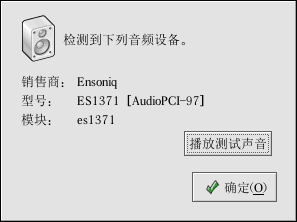 检测到下列音频设备。
销售商： Ensoniq
型号： ES1371 [AudioPCI-97]
模块： es1371
播放测试声音
确定(O)